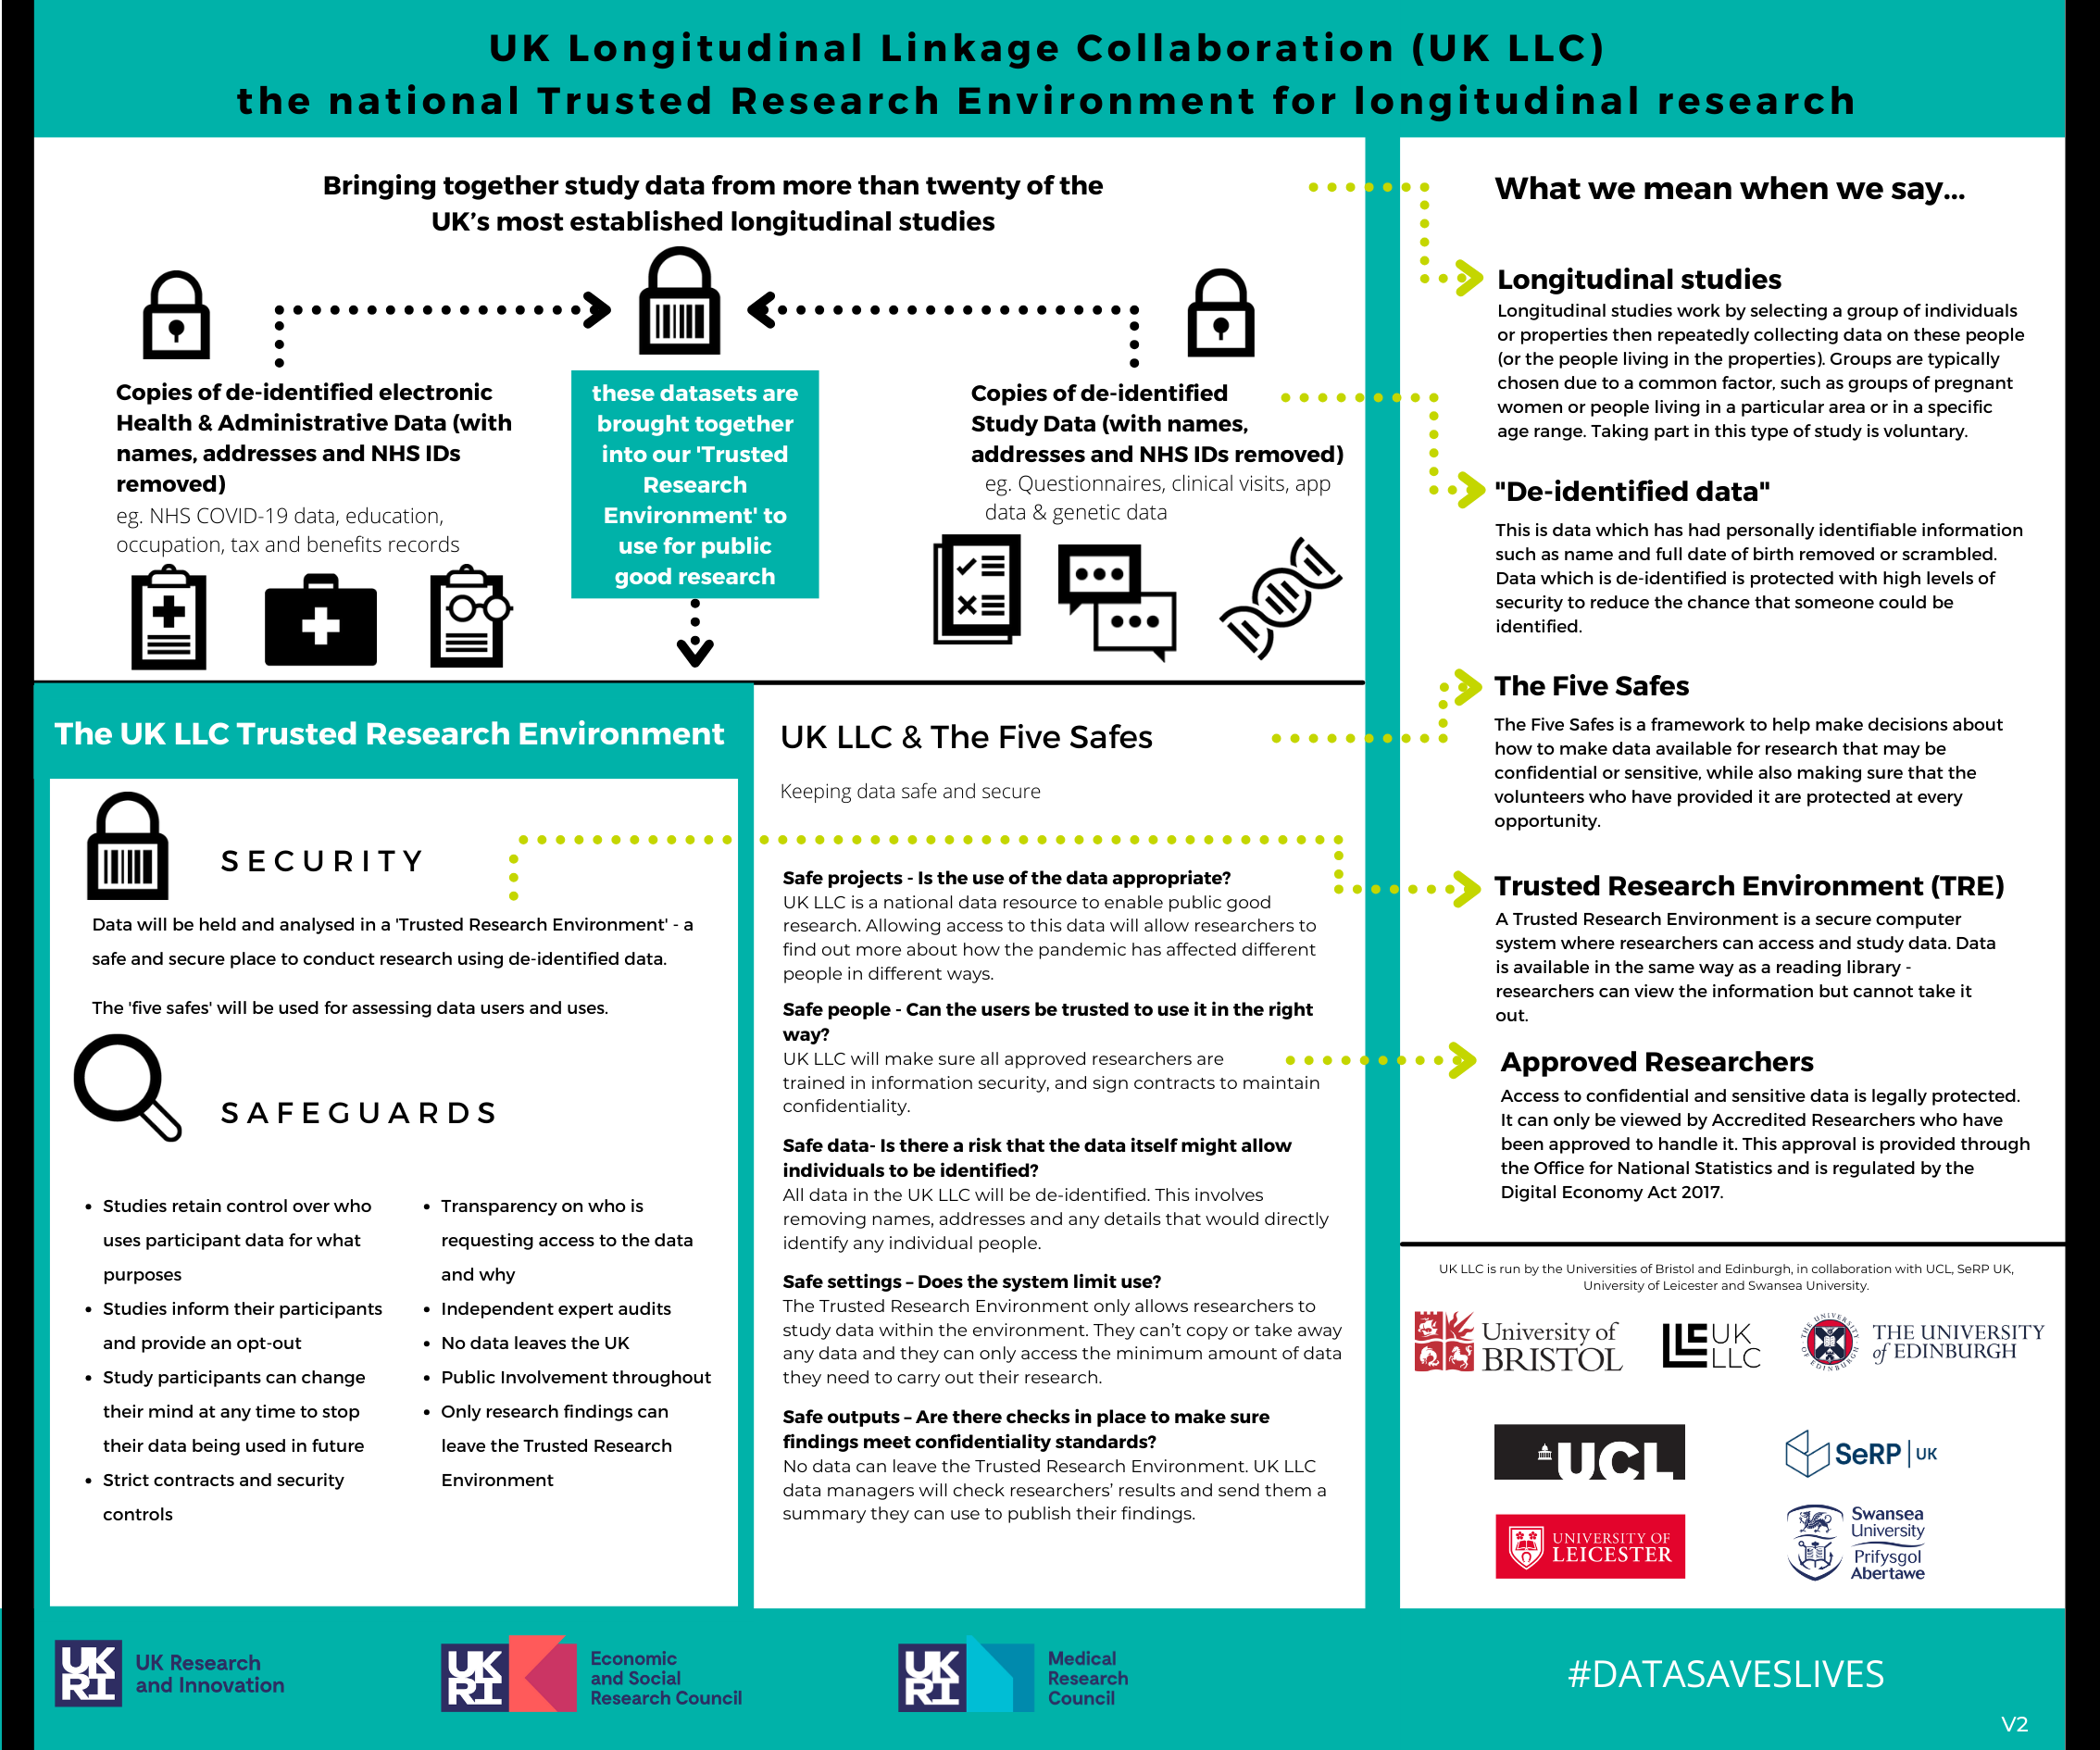 UK Longitudinal Linkage Collaboration (UK LLC)
the national Trusted Research Environment for longitudinal research
Bringing together study data from more than twenty of the
UK's most established longitudinal studies
Copies of de-identified electronic
Health & Administrative Data (with
names, addresses and NHS IDs
removed)
eg. NHS COVID-19 data, education,
occupation, tax and benefits records
these datasets are
brought together
into our 'Trusted
Research
Environment' to
use for public
good research
Copies of de-identified
Study Data (with names,
addresses and NHS IDs removed)
eg. Questionnaires, clinical visits, app
data & genetic data
The UK LLC Trusted Research Environment
SECURITY
Data will be held and analysed in a 'Trusted Research Environment' - a
safe and secure place to conduct research using de-identified data.
The 'five safes' will be used for assessing data users and uses.
SAFEGUARDS
• Studies retain control over who
uses participant data for what
purposes
• Studies inform their participants
and provide an opt-out
• Study participants can change
their mind at any time to stop
their data being used in future
• Strict contracts and security
controls
• Transparency on who is
requesting access to the data
and why
• Independent expert audits
• No data leaves the UK
• Public Involvement throughout
• Only research findings can
leave the Trusted Research
Environment
UK LLC & The Five Safes
Keeping data safe and secure
Safe projects - Is the use of the data appropriate?
UK LLC is a national data resource to enable public good
research. Allowing access to this data will allow researchers to
find out more about how the pandemic has affected different
people in different ways.
Safe people - Can the users be trusted to use it in the right
way?
UK LLC will make sure all approved researchers are
trained in information security, and sign contracts to maintain
confidentiality.
Safe data- Is there a risk that the data itself might allow
individuals to be identified?
All data in the UK LLC will be de-identified. This involves
removing names, addresses and any details that would directly
identify any individual people.
Safe settings – Does the system limit use?
The Trusted Research Environment only allows researchers to
study data within the environment. They can't copy or take away
any data and they can only access the minimum amount of data
they need to carry out their research.
Safe outputs – Are there checks in place to make sure
findings meet confidentiality standards?
No data can leave the Trusted Research Environment. UK LLC
data managers will check researchers' results and send them a
summary they can use to publish their findings.
What we mean when we say...
Longitudinal studies
Longitudinal studies work by selecting a group of individuals
or properties then repeatedly collecting data on these people
(or the people living in the properties). Groups are typically
chosen due to a common factor, such as groups of pregnant
women or people living in a particular area or in a specific
age range. Taking part in this type of study is voluntary.
"De-identified data"
This is data which has had personally identifiable information
such as name and full date of birth removed or scrambled.
Data which is de-identified is protected with high levels of
security to reduce the chance that someone could be
identified.
The Five Safes
The Five Safes is a framework to help make decisions about
how to make data available for research that may be
confidential or sensitive, while also making sure that the
volunteers who have provided it are protected at every
opportunity.
Trusted Research Environment (TRE)
A Trusted Research Environment is a secure computer
system where researchers can access and study data. Data
is available in the same way as a reading library -
researchers can view the information but cannot take it
out.
Approved Researchers
Access to confidential and sensitive data is legally protected.
It can only be viewed by Accredited Researchers who have
been approved to handle it. This approval is provided through
the Office for National Statistics and is regulated by the
Digital Economy Act 2017.
UK LLC is run by the Universities of Bristol and Edinburgh, in collaboration with UCL, SeRP UK,
University of Leicester and Swansea University.
University of
BRISTOL
UK
LLC
THE UNIVERSITY of EDINBURGH
THE UNIVERSITY
of EDINBURGH
UCL
SeRP UK
UNIVERSITY OF
LEICESTER
Swansea
University
Prifysgol
Abertawe
UK
RI
UK Research
and Innovation
UK
RI
Economic
and Social
Research Council
UK
RI
Medical
Research
Council
#DATASAVESLIVES
V2